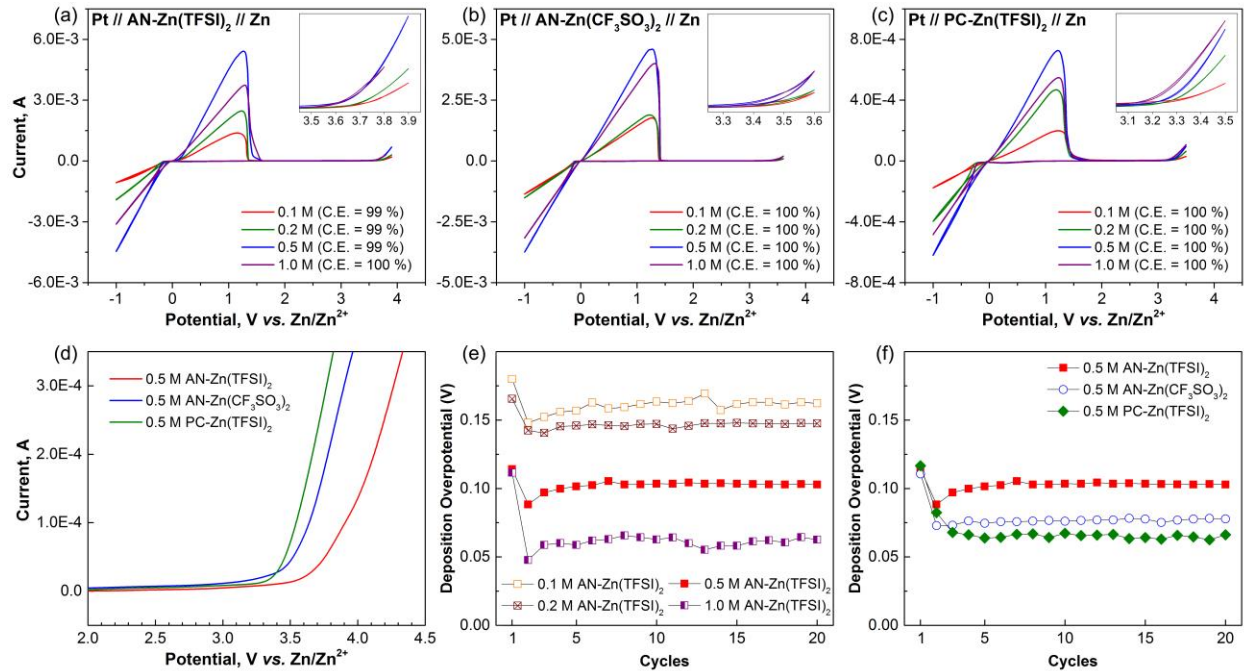 (a) Pt // AN-Zn(TFSI)₂ // Zn
6.0E-3
3.0E-3
0.0
-3.0E-3
-6.0E-3
Current, A
3.5 3.6 3.7 3.8 3.9
0.1 M (C.E. = 99 %)
0.2 M (C.E. = 99 %)
0.5 M (C.E. = 99 %)
1.0 M (C.E. = 100 %)
-1 0 1 2 3 4
Potential, V vs. Zn/Zn²⁺
(b) Pt // AN-Zn(CF₃SO₃)₂ // Zn
5.0E-3
2.5E-3
0.0
-2.5E-3
-5.0E-3
3.3 3.4 3.5 3.6
0.1 M (C.E. = 100 %)
0.2 M (C.E. = 100 %)
0.5 M (C.E. = 100 %)
1.0 M (C.E. = 100 %)
-1 0 1 2 3 4
Potential, V vs. Zn/Zn²⁺
(c) Pt // PC-Zn(TFSI)₂ // Zn
8.0E-4
4.0E-4
0.0
-4.0E-4
-8.0E-4
3.1 3.2 3.3 3.4 3.5
0.1 M (C.E. = 100 %)
0.2 M (C.E. = 100 %)
0.5 M (C.E. = 100 %)
1.0 M (C.E. = 100 %)
-1 0 1 2 3 4
Potential, V vs. Zn/Zn²⁺
(d)
0.5 M AN-Zn(TFSI)₂
0.5 M AN-Zn(CF₃SO₃)₂
0.5 M PC-Zn(TFSI)₂
3.0E-4
2.0E-4
1.0E-4
0.0
Current, A
2.0 2.5 3.0 3.5 4.0 4.5
Potential, V vs. Zn/Zn²⁺
(e)
0.15
0.10
0.05
0.00
Deposition Overpotential (V)
0.1 M AN-Zn(TFSI)₂ 0.5 M AN-Zn(TFSI)₂
0.2 M AN-Zn(TFSI)₂ 1.0 M AN-Zn(TFSI)₂
1 5 10 15 20
Cycles
(f)
0.5 M AN-Zn(TFSI)₂
0.5 M AN-Zn(CF₃SO₃)₂
0.5 M PC-Zn(TFSI)₂
0.15
0.10
0.05
0.00
Deposition Overpotential (V)
1 5 10 15 20
Cycles